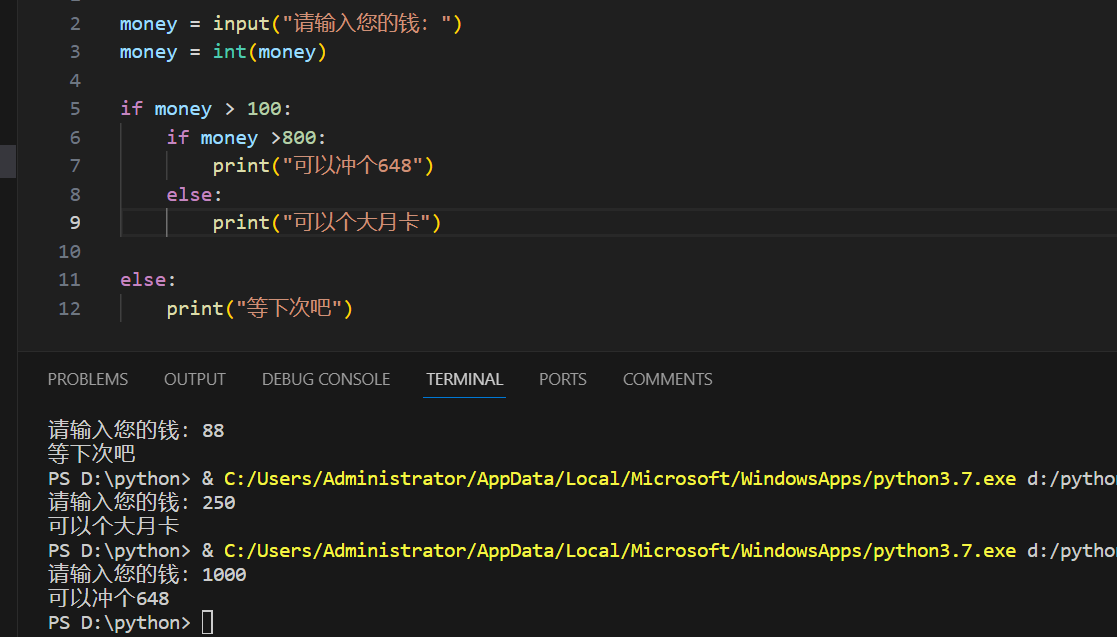 2 money = input("请输入您的钱: ")
3 money = int(money)
4
5 if money > 100:
6 if money >800:
7 print("可以冲个648")
8 else:
9 print("可以个大月卡")
10
11 else:
12 print("等下次吧")
PROBLEMS OUTPUT DEBUG CONSOLE TERMINAL PORTS COMMENTS
请输入您的钱: 88
等下次吧
PS D:\python> & C:/Users/Administrator/AppData/Local/Microsoft/WindowsApps/python3.7.exe d:/pytho
请输入您的钱: 250
可以个大月卡
PS D:\python> & C:/Users/Administrator/AppData/Local/Microsoft/WindowsApps/python3.7.exe d:/pytho
请输入您的钱: 1000
可以冲个648
PS D:\python>